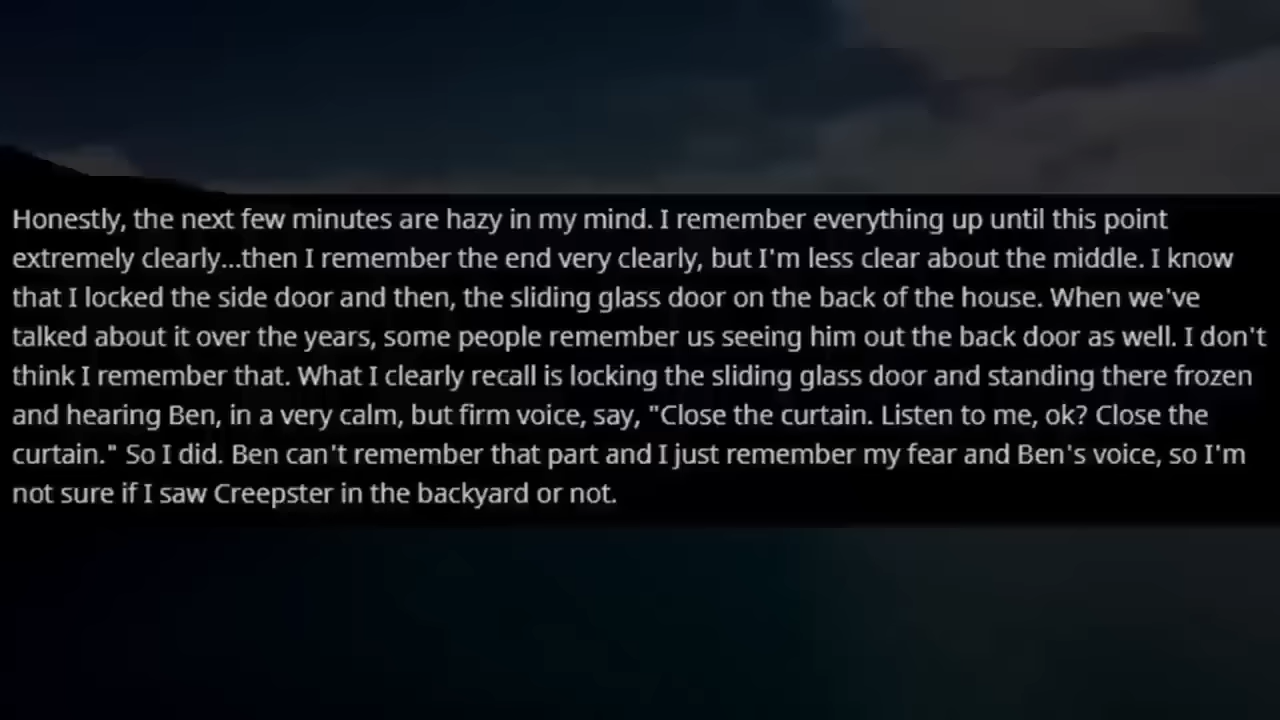 Honestly, the next few minutes are hazy in my mind. I remember everything up until this point
extremely clearly...then I remember the end very clearly, but I'm less clear about the middle. I know
that I locked the side door and then, the sliding glass door on the back of the house. When we've
talked about it over the years, some people remember us seeing him out the back door as well. I don't
think I remember that. What I clearly recall is locking the sliding glass door and standing there frozen
and hearing Ben, in a very calm, but firm voice, say, "Close the curtain. Listen to me, ok? Close the
curtain." So I did. Ben can't remember that part and I just remember my fear and Ben's voice, so I'm
not sure if I saw Creepster in the backyard or not.